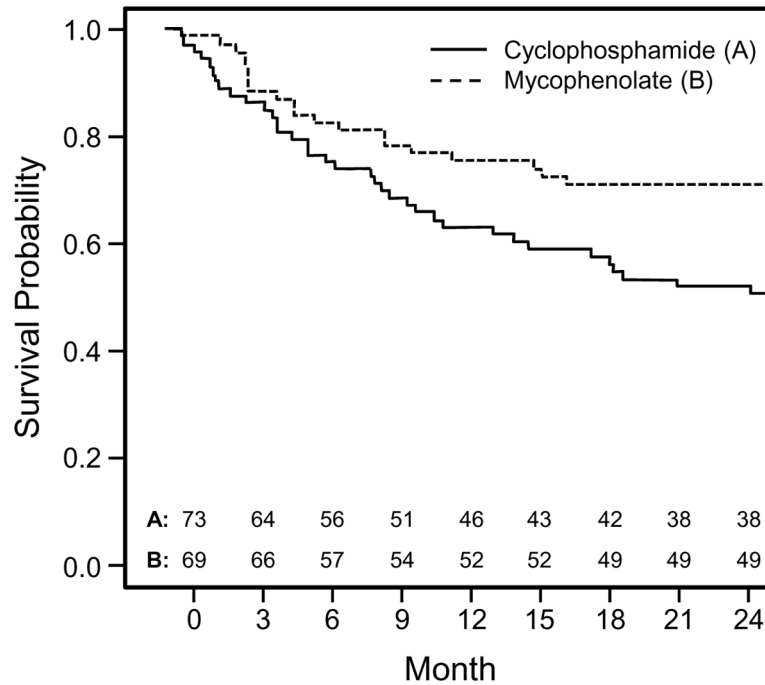 1.0
Cyclophosphamide (A)
Mycophenolate (B)
0.8
0.6
0.4
0.2
0.0
Survival Probability
A: 73 64 56 51 46 43 42 38 38
B: 69 66 57 54 52 52 49 49 49
0 3 6 9 12 15 18 21 24
Month